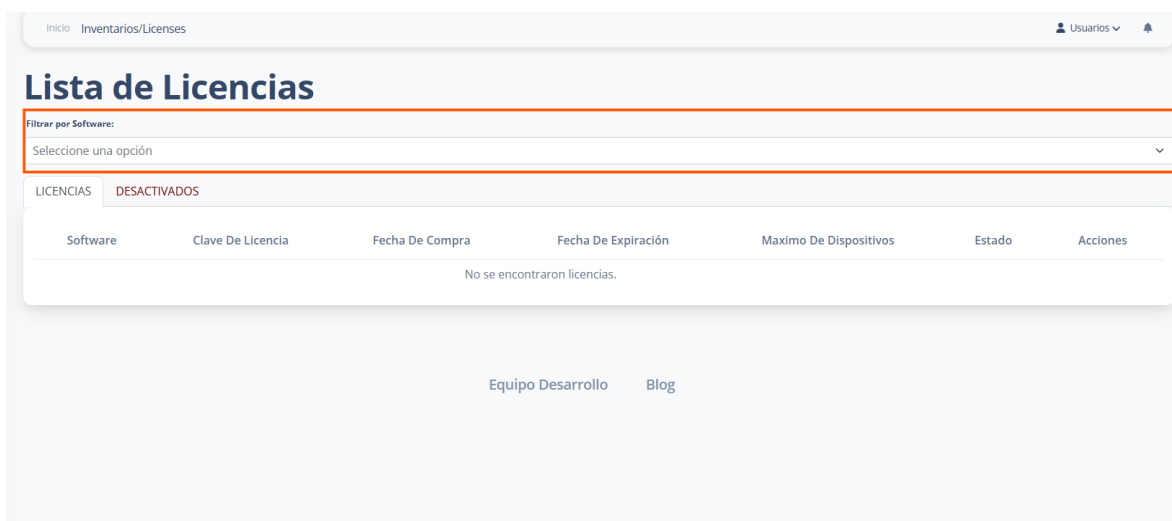 Inicio Inventarios/Licenses Usuarios
Lista de Licencias
Filtrar por Software:
Seleccione una opción
LICENCIAS DESACTIVADOS
Software Clave De Licencia Fecha De Compra Fecha De Expiración Maximo De Dispositivos Estado Acciones
No se encontraron licencias.
Equipo Desarrollo Blog